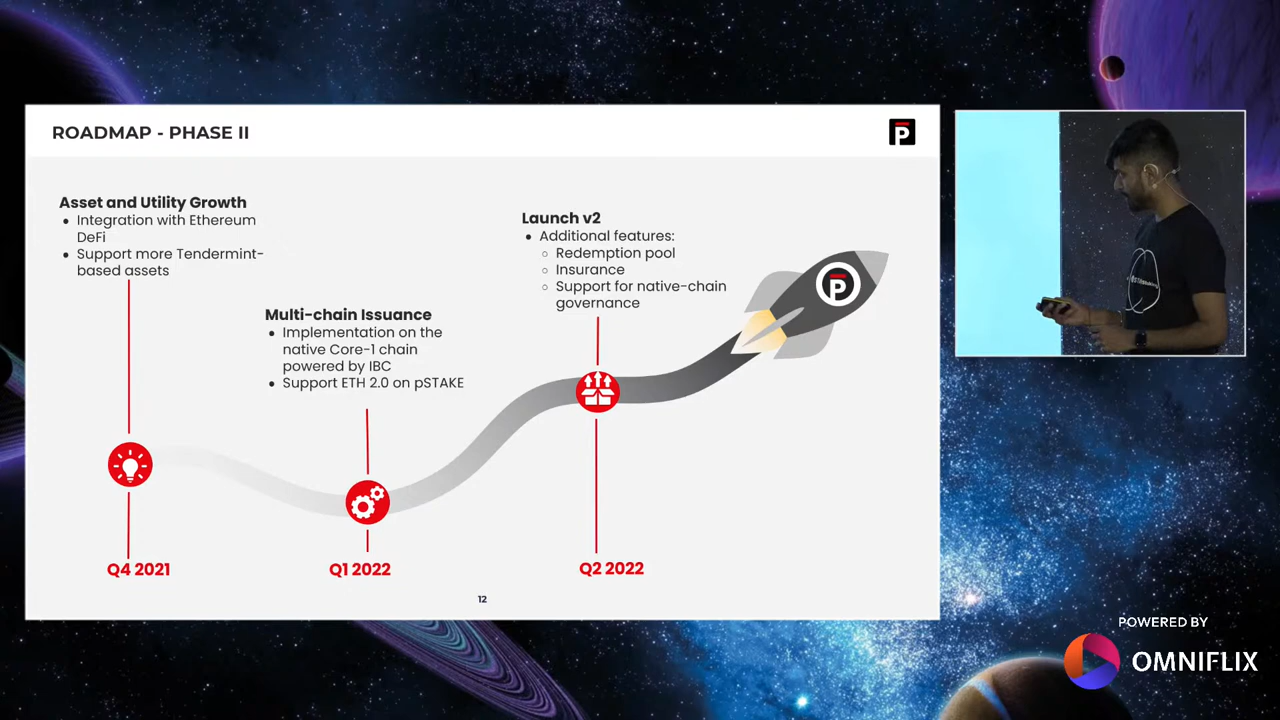 ROADMAP - PHASE II
P
Asset and Utility Growth
• Integration with Ethereum
DeFi
• Support more Tendermint-
based assets
Multi-chain Issuance
• Implementation on the
native Core-1 chain
powered by IBC
• Support ETH 2.0 on pSTAKE
Launch v2
• Additional features:
○ Redemption pool
○ Insurance
○ Support for native-chain
governance
P
Q4 2021
Q1 2022
Q2 2022
12
POWERED BY
OMNIFLIX